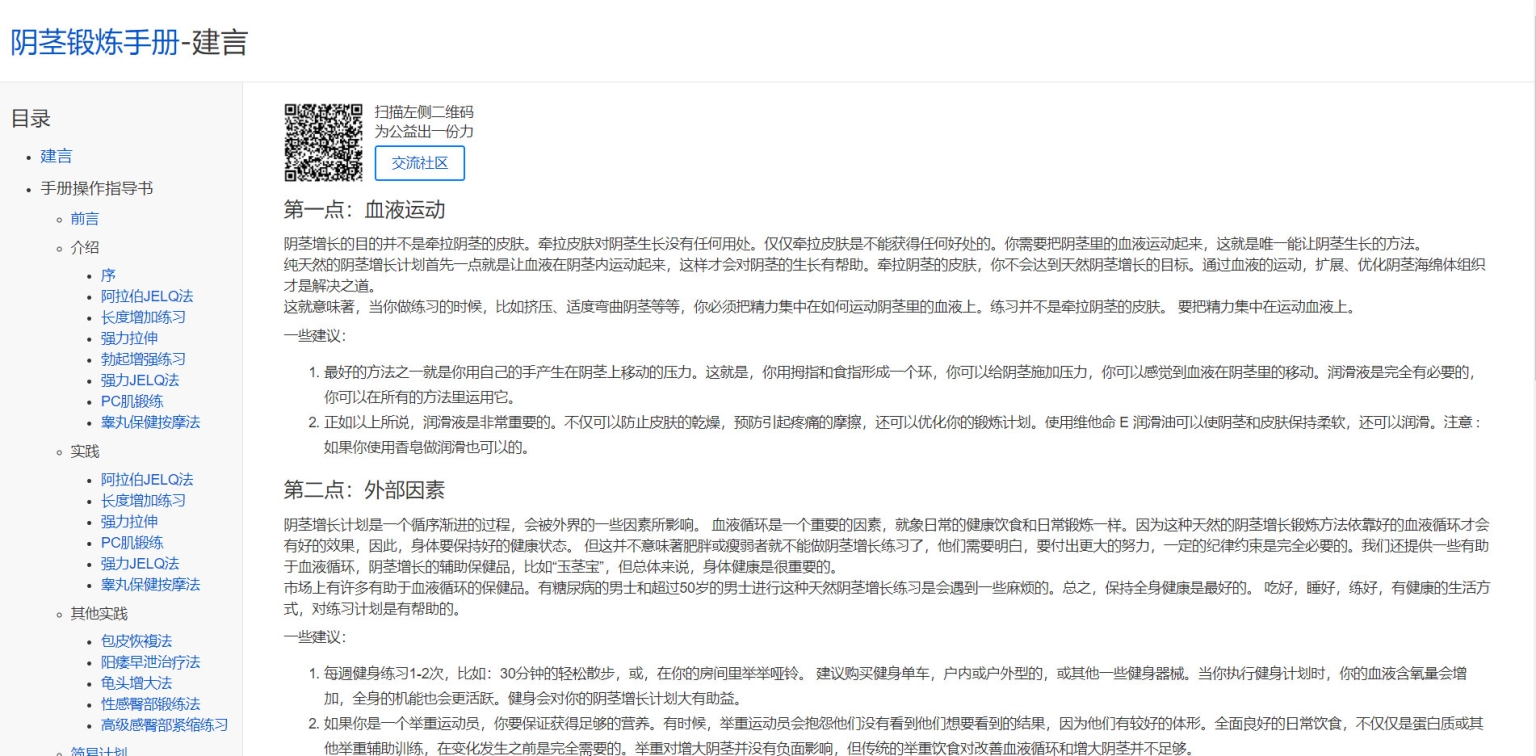 阴茎锻炼手册-建言
目录
建言
手册操作指导书
前言
介绍
序
阿拉伯JELQ法
长度增加练习
强力拉伸
勃起增强练习
强力JELQ法
PC肌鍛练
睾丸保健按摩法
实践
阿拉伯JELQ法
长度增加练习
强力拉伸
PC肌鍛练
强力JELQ法
睾丸保健按摩法
其他实践
包皮恢複法
阳痿早泄治疗法
龟头增大法
性感臀部锻练法
高级感臀部紧缩练习
简易计划
扫描左侧二维码
为公益出一份力
交流社区
第一点：血液运动
阴茎增长的目的并不是牵拉阴茎的皮肤。牵拉皮肤对阴茎生长没有任何用处。仅仅牵拉皮肤是不能获得任何好处的。你需要把阴茎里的血液运动起来，这就是唯一能让阴茎生长的方法。
纯天然的阴茎增长计划首先一点就是让血液在阴茎内运动起来，这样才会对阴茎的生长有帮助。牵拉阴茎的皮肤，你不会达到天然阴茎增长的目标。通过血液的运动，扩展、优化阴茎海绵体组织
才是解决之道。
这就意味著，当你做练习的时候，比如挤压、适度弯曲阴茎等等，你必须把精力集中在如何运动阴茎里的血液上。练习并不是牵拉阴茎的皮肤。 要把精力集中在运动血液上。
一些建议：
1. 最好的方法之一就是你用自己的手产生在阴茎上移动的压力。这就是，你用拇指和食指形成一个环，你可以给阴茎施加压力，你可以感觉到血液在阴茎里的移动。润滑液是完全有必要的，
你可以在所有的方法里运用它。
2. 正如以上所说，润滑液是非常重要的。不仅可以防止皮肤的乾燥，预防引起疼痛的摩擦，还可以优化你的锻炼计划。使用维他命 E 润滑油可以使阴茎和皮肤保持柔软，还可以润滑。注意：
如果你使用香皂做润滑也可以的。
第二点：外部因素
阴茎增长计划是一个循序渐进的过程，会被外界的一些因素所影响。 血液循环是一个重要的因素，就象日常的健康饮食和日常锻炼一样。因为这种天然的阴茎增长锻炼方法依靠好的血液循环才会
有好的效果，因此，身体要保持好的健康状态。 但这并不意味著肥胖或瘦弱者就不能做阴茎增长练习了，他们需要明白，要付出更大的努力，一定的纪律约束是完全必要的。我们还提供一些有助
于血液循环，阴茎增长的辅助保健品，比如“玉茎宝”，但总体来说，身体健康是很重要的。
市场上有许多有助于血液循环的保健品。有糖尿病的男士和超过50岁的男士进行这种天然阴茎增长练习是会遇到一些麻烦的。总之，保持全身健康是最好的。 吃好，睡好，练好，有健康的生活方
式，对练习计划是有帮助的。
一些建议：
1. 每週健身练习1-2次，比如：30分钟的轻松散步，或，在你的房间里举举哑铃。 建议购买健身单车，户内或户外型的，或其他一些健身器械。当你执行健身计划时，你的血液含氧量会增
加，全身的机能也会更活跃。健身会对你的阴茎增长计划大有助益。
2. 如果你是一个举重运动员，你要保证获得足够的营养。有时候，举重运动员会抱怨他们没有看到他们想要看到的结果，因为他们有较好的体形。全面良好的日常饮食，不仅仅是蛋白质或其
他举重辅助训练，在变化发生之前是完全需要的。举重对增大阴茎并没有负面影响，但传统的举重饮食对改善血液循环和增大阴茎并不足够。